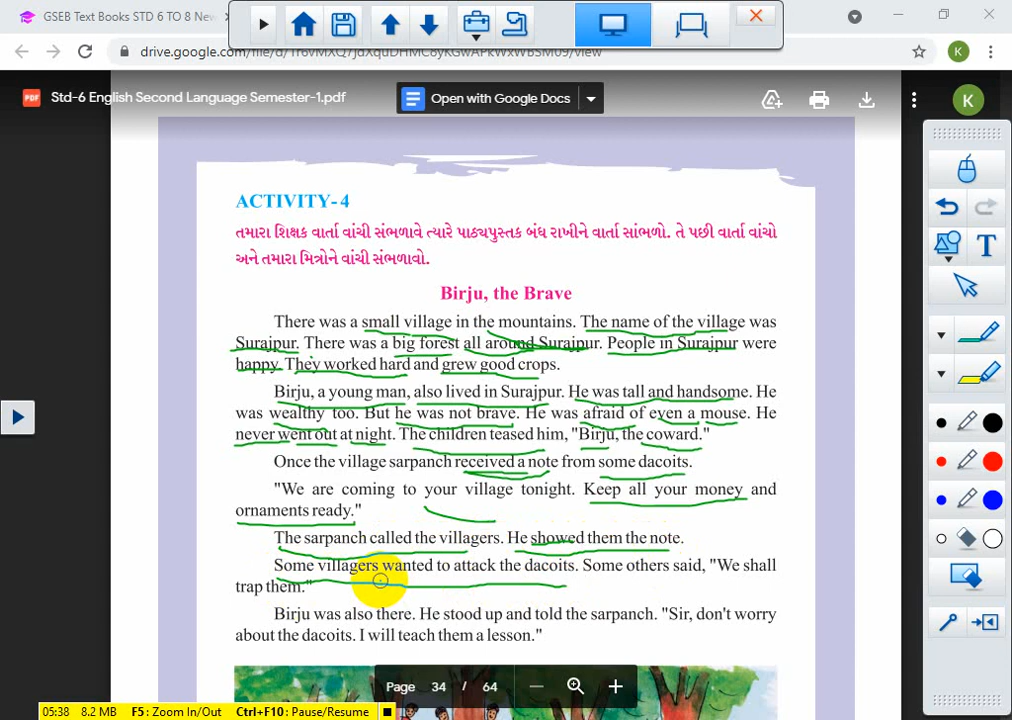 GSEB Text Books STD 6 TO 8 New
drive.google.com/file/d/1r6vMXQ7JdXquDHMC6yKGWAPKWxWBSM09/view
K
Std-6 English Second Language Semester-1.pdf
Open with Google Docs
K
ACTIVITY-4
તમારા શિક્ષક વાર્તા વાંચી સંભળાવે ત્યારે પાઠ્યપુસ્તક બંધ રાખીને વાર્તા સાંભળો. તે પછી વાર્તા વાંચો
અને તમારા મિત્રોને વાંચી સંભળાવો.
Birju, the Brave
There was a small village in the mountains. The name of the village was
Surajpur. There was a big forest all around Surajpur. People in Surajpur were
happy. They worked hard and grew good crops.
Birju, a young man, also lived in Surajpur. He was tall and handsome. He
was wealthy too. But he was not brave. He was afraid of even a mouse. He
never went out at night. The children teased him, "Birju, the coward."
Once the village sarpanch received a note from some dacoits.
"We are coming to your village tonight. Keep all your money and
ornaments ready."
The sarpanch called the villagers. He showed them the note.
Some villagers wanted to attack the dacoits. Some others said, "We shall
trap them."
Birju was also there. He stood up and told the sarpanch. "Sir, don't worry
about the dacoits. I will teach them a lesson."
Page 34 / 64
05:38 8.2 MB F5: Zoom In/Out Ctrl+F10: Pause/Resume
T